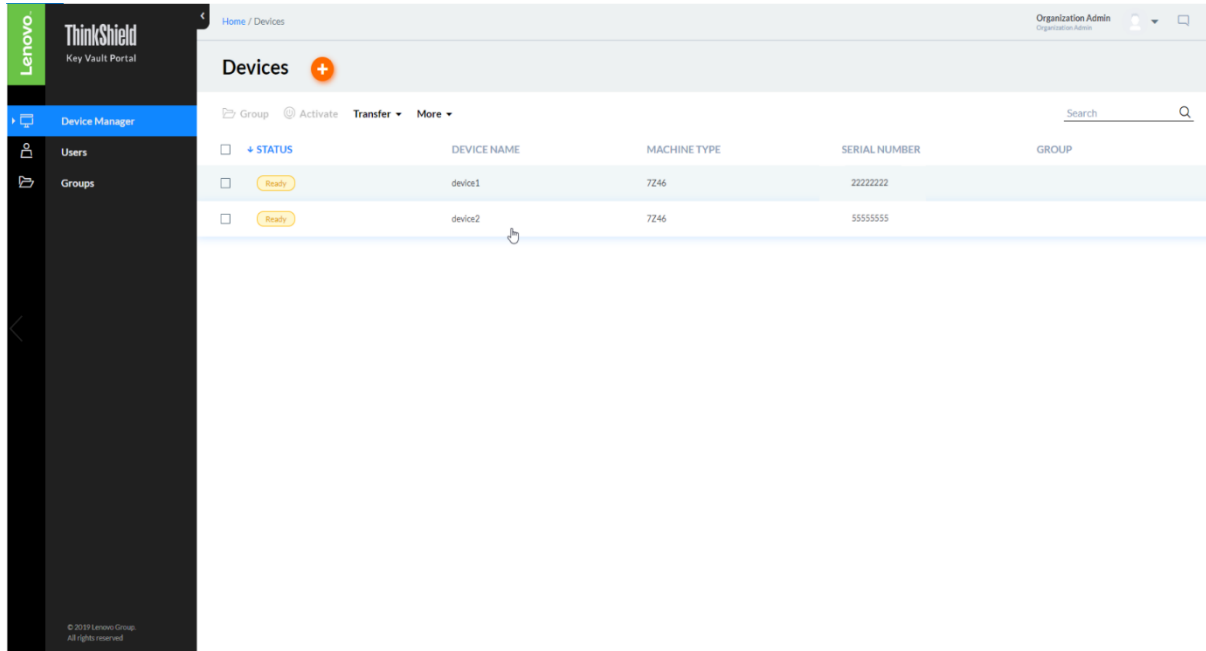 Lenovo.
ThinkShield
Key Vault Portal
Device Manager
Users
Groups
© 2019 Lenovo Group.
All rights reserved
Home / Devices
Organization Admin
Organization Admin
Devices
Group Activate Transfer More
Search
STATUS DEVICE NAME MACHINE TYPE SERIAL NUMBER GROUP
Ready device1 7Z46 22222222
Ready device2 7Z46 55555555